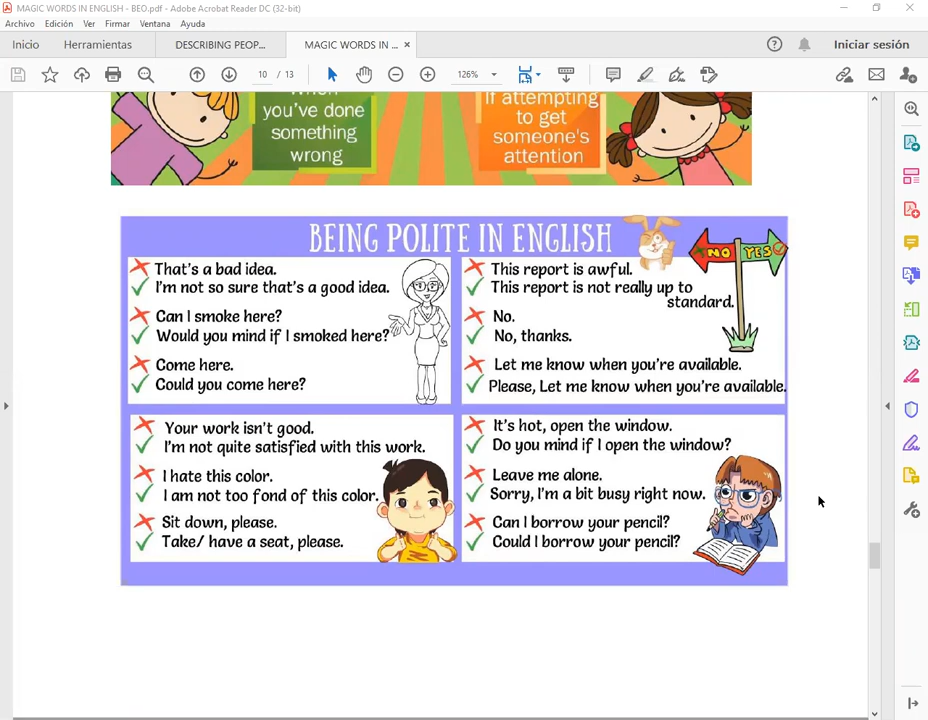 MAGIC WORDS IN ENGLISH - BEO.pdf - Adobe Acrobat Reader DC (32-bit)
Archivo Edición Ver Firmar Ventana Ayuda
Inicio Herramientas DESCRIBING PEOP... MAGIC WORDS IN ... × Iniciar sesión
10 / 13 126%
When
you've done
something
wrong
If attempting
to get
someone's
attention
BEING POLITE IN ENGLISH
NO YES
That's a bad idea.
I'm not so sure that's a good idea.
Can I smoke here?
Would you mind if I smoked here?
Come here.
Could you come here?
This report is awful.
This report is not really up to
standard.
No.
No, thanks.
Let me know when you're available.
Please, Let me know when you're available.
Your work isn't good.
I'm not quite satisfied with this work.
I hate this color.
I am not too fond of this color.
Sit down, please.
Take/ have a seat, please.
It's hot, open the window.
Do you mind if I open the window?
Leave me alone.
Sorry, I'm a bit busy right now.
Can I borrow your pencil?
Could I borrow your pencil?